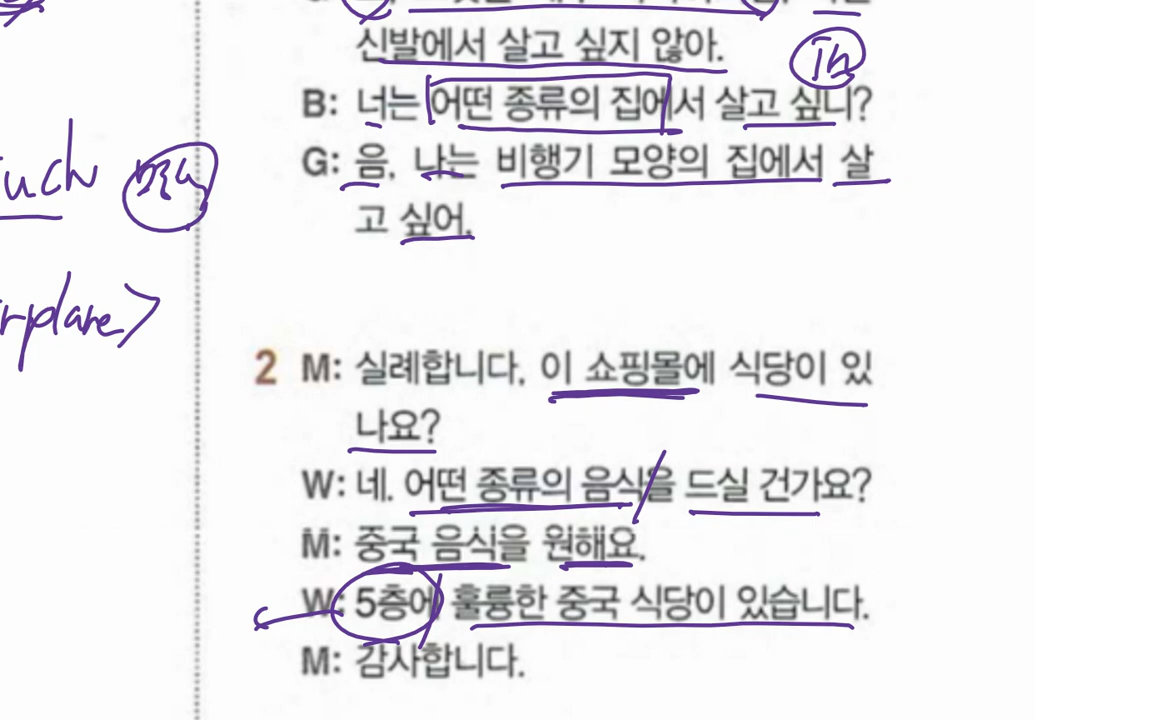 신발에서 살고 싶지 않아.
In
B: 너는 어떤 종류의 집에서 살고 싶니?
G: 음, 나는 비행기 모양의 집에서 살
고 싶어.
uch
rplane>
2 M: 실례합니다, 이 쇼핑몰에 식당이 있
나요?
W: 네. 어떤 종류의 음식을 드실 건가요?
M: 중국 음식을 원해요.
W: 5층에 훌륭한 중국 식당이 있습니다.
M: 감사합니다.